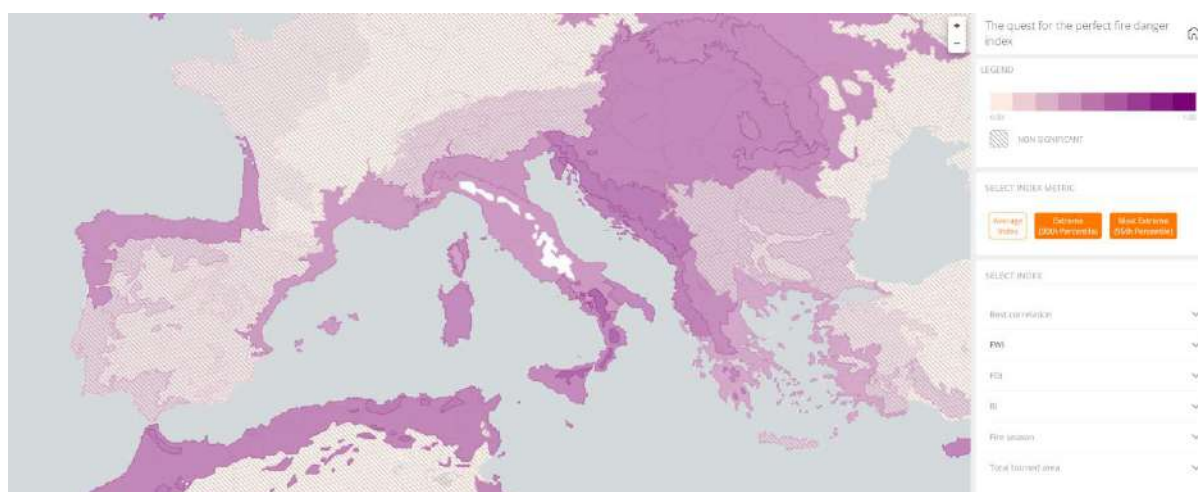 +
−
The quest for the perfect fire danger
index
LEGEND
NON SIGNIFICANT
SELECT INDEX METRIC
Average
Index
Extreme
(90th Percentile)
Most Extreme
(95th Percentile)
SELECT INDEX
Best correlation
FWI
BI
Fire season
Total burned area